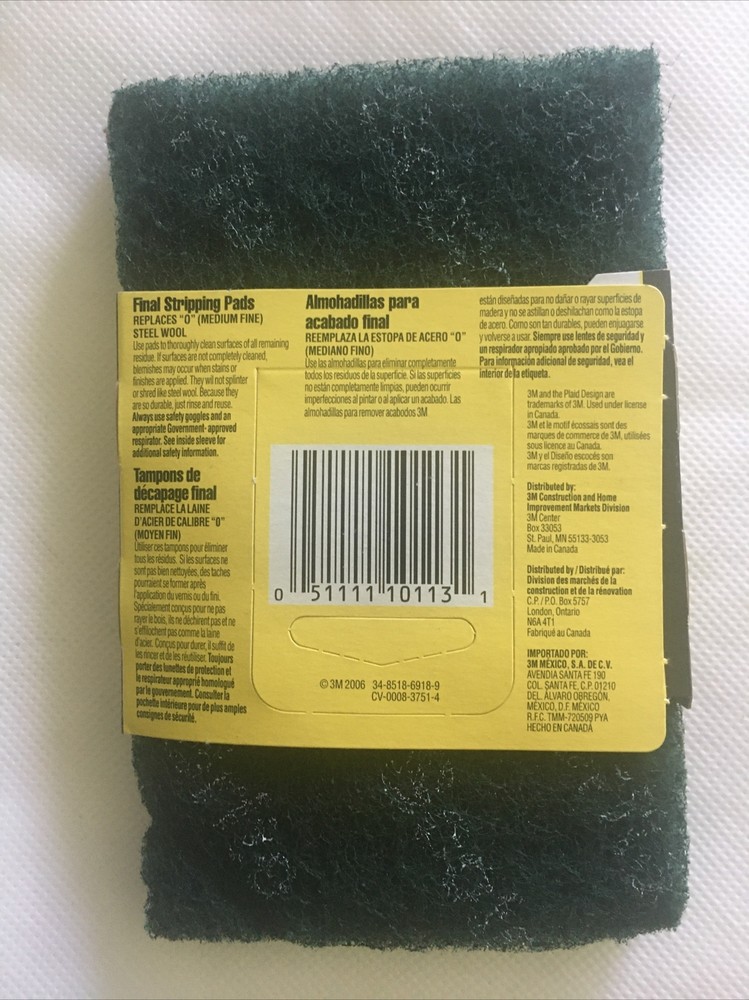 Final Stripping Pads
REPLACES "O" (MEDIUM FINE)
STEEL WOOL
Use pads to thoroughly clean surfaces of all remaining
residue. If surfaces are not completely cleaned,
blemishes may occur when stains or
finishes are applied. They will not splinter
or shred like steel wool. Because they
are so durable, just rinse and reuse.
Always use safety goggles and an
appropriate Government- approved
respirator. See inside sleeve for
additional safety information.
Tampons de
décapage final
REMPLACE LA LAINE
D'ACIER DE CALIBRE "O"
(MOYEN FIN)
Utiliser ces tampons pour éliminer
tous les résidus. Si les surfaces ne
sont pas bien nettoyées, des taches
pourraient se former après
l'application du vernis ou du fini.
Spécialement conçus pour ne pas
rayer le bois, ils ne déchirent pas et ne
s'effilochent pas comme la laine
d'acier. Conçus pour durer, il suffit de
les rincer et de les réutiliser. Toujours
porter des lunettes de protection et
le respirateur approprié homologué
par le gouvernement. Consulter la
pochette intérieure pour de plus amples
consignes de sécurité.
Almohadillas para
acabado final
REEMPLAZA LA ESTOPA DE ACERO "O"
(MEDIANO FINO)
Use las almohadillas para eliminar completamente
todos los residuos de la superficie. Si las superficies
no están completamente limpias, pueden ocurrir
imperfecciones al pintar o al aplicar un acabado. Las
almohadillas para remover acabodos 3M
están diseñadas para no dañar o rayar superficies de
madera y no se astillan o deshilachan como la estopa
de acero. Como son tan durables, pueden enjuagarse
y volverse a usar. Siempre use lentes de seguridad y
un respirador apropiado aprobado por el Gobierno.
Para información adicional de seguridad, vea el
interior de la etiqueta.
0 51111 10113 1
©3M 2006 34-8518-6918-9
CV-0008-3751-4
3M and the Plaid Design are
trademarks of 3M. Used under license
in Canada.
3M et le motif écossais sont des
marques de commerce de 3M, utilisées
sous licence au Canada.
3M y el Diseño escocés son
marcas registradas de 3M.
Distributed by:
3M Construction and Home
Improvement Markets Division
3M Center
Box 33053
St. Paul, MN 55133-3053
Made in Canada
Distributed by / Distribué par:
Division des marchés de la
construction et de la rénovation
C.P. / P.O. Box 5757
London, Ontario
N6A 4T1
Fabriqué au Canada
IMPORTADO POR:
3M MÉXICO, S.A. DE C.V.
AVENDIA SANTA FE 190
COL. SANTA FE, C.P. 01210
DEL. ÁLVARO OBREGÓN,
MÉXICO, D.F. MÉXICO
R.F.C. TMM-720509 PYA
HECHO EN CANADÁ